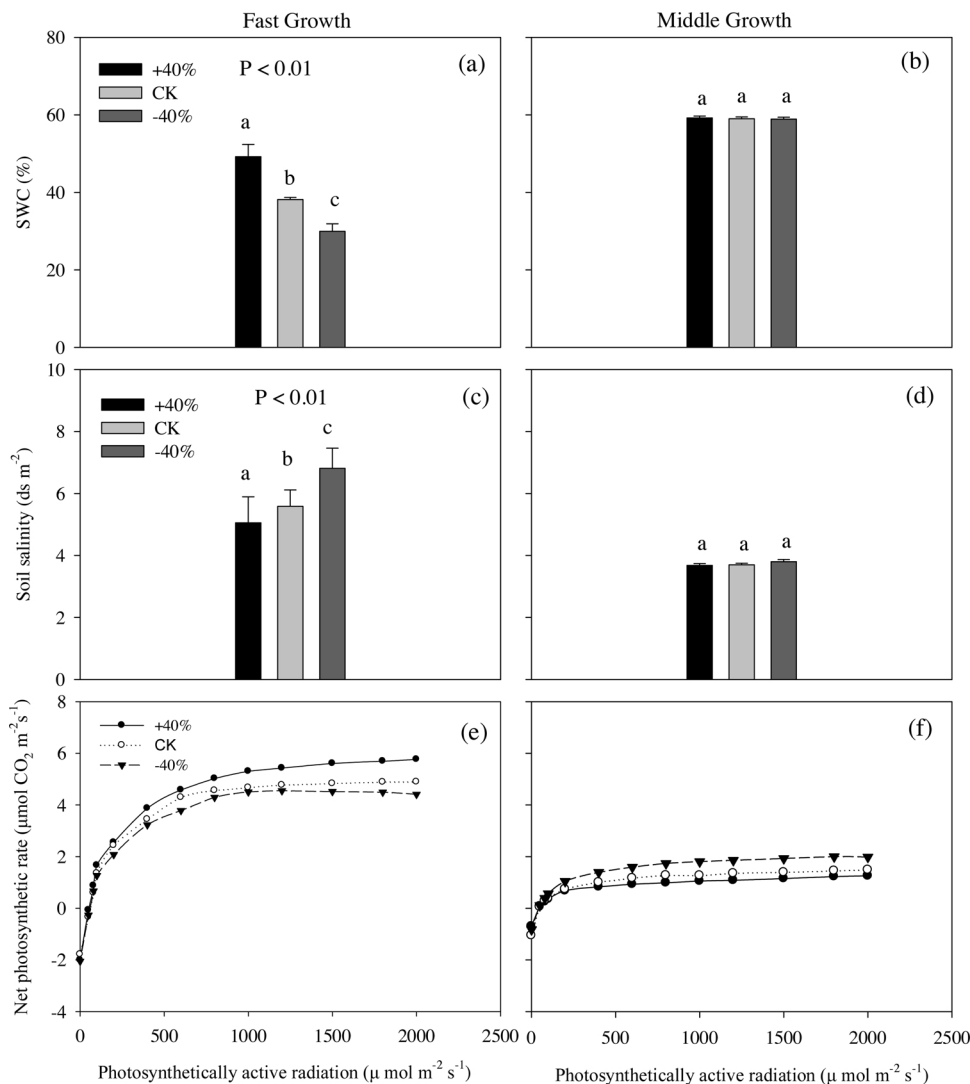 Fast Growth
Middle Growth
80
60
40
20
0
SWC (%)
+40%
CK
-40%
P < 0.01
(a)
a
b
c
(b)
a a a
10
8
6
4
2
0
Soil salinity (ds m⁻²)
+40%
CK
-40%
P < 0.01
(c)
a
b
c
(d)
a a a
8
6
4
2
0
-2
-4
Net photosynthetic rate (μmol CO₂ m⁻²s⁻¹)
+40%
CK
-40%
(e)
(f)
0 500 1000 1500 2000 2500
0 500 1000 1500 2000 2500
Photosynthetically active radiation (μ mol m⁻² s⁻¹)
Photosynthetically active radiation (μ mol m⁻² s⁻¹)